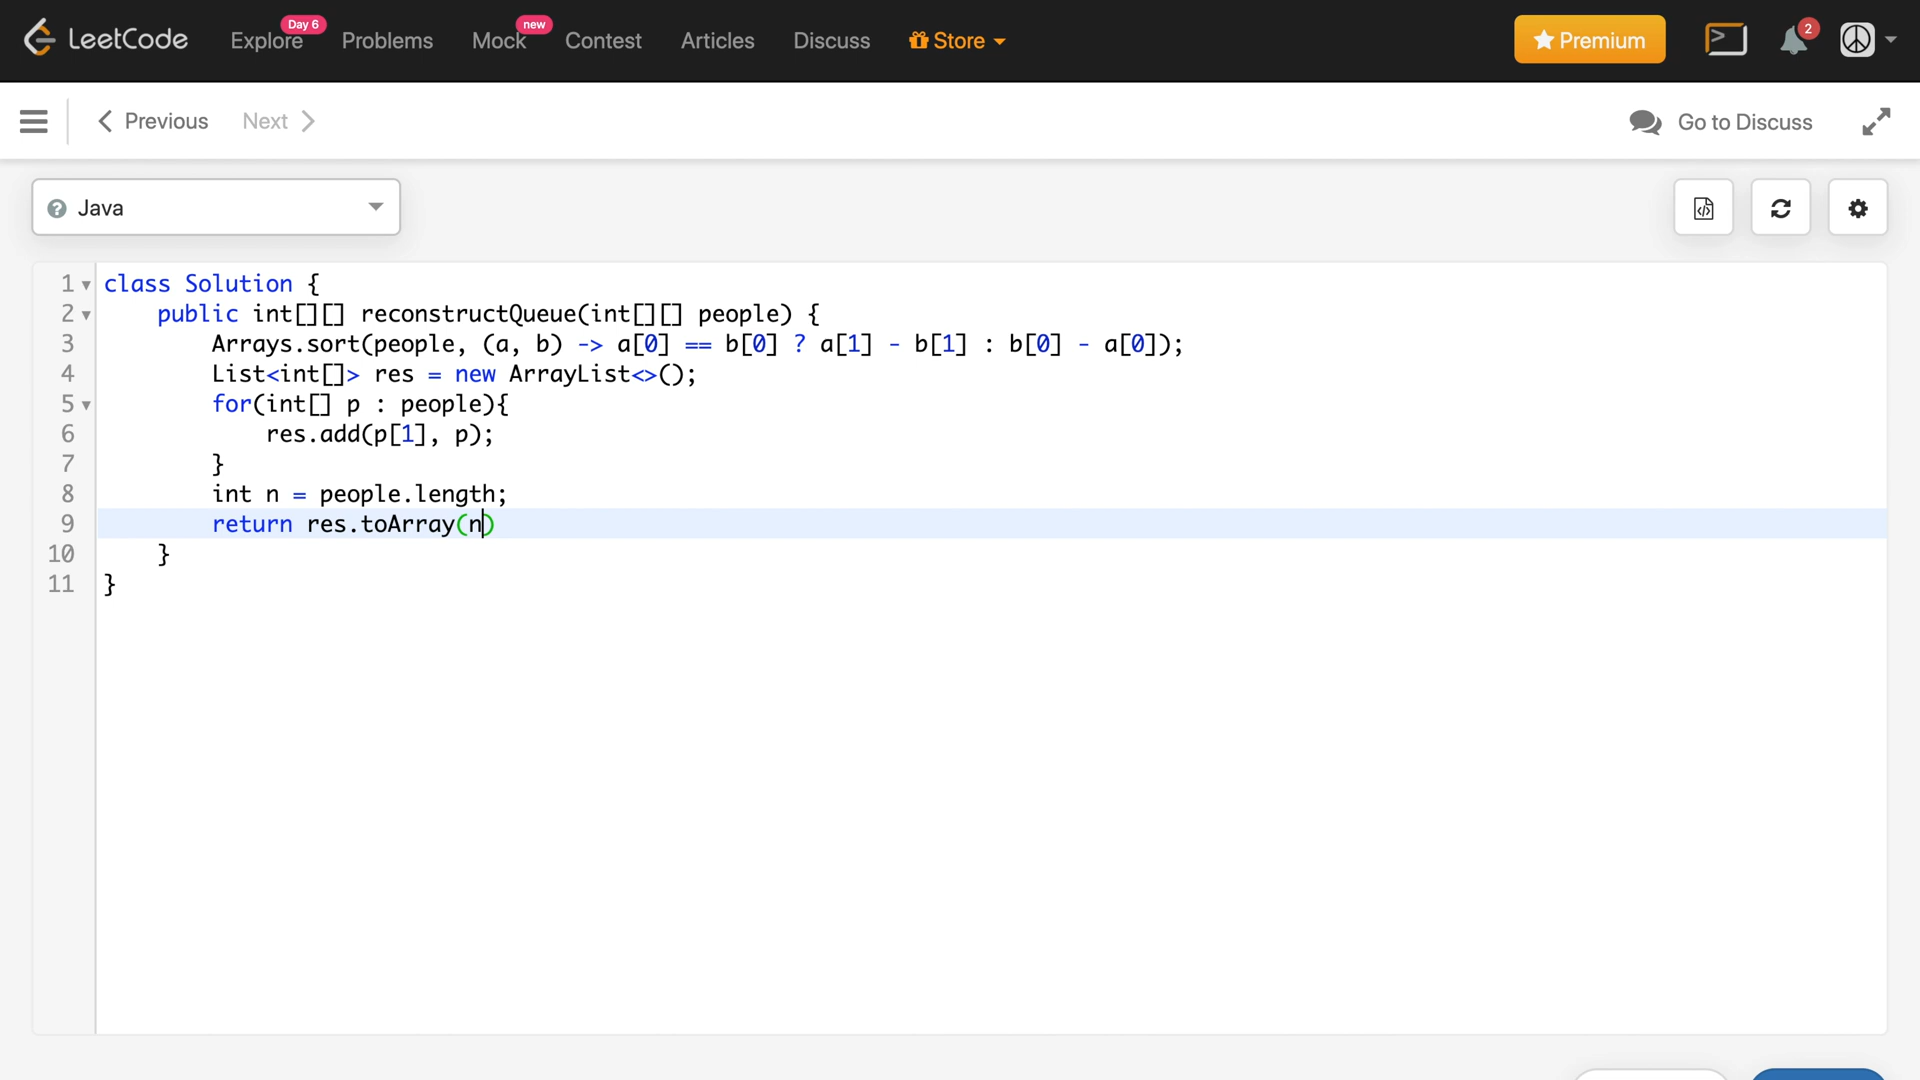 LeetCode Explore Day 6 Problems Mock new Contest Articles Discuss Store Premium 2
Previous Next Go to Discuss
Java
1 class Solution {
2 public int[][] reconstructQueue(int[][] people) {
3 Arrays.sort(people, (a, b) -> a[0] == b[0] ? a[1] - b[1] : b[0] - a[0]);
4 List<int[]> res = new ArrayList<>();
5 for(int[] p : people){
6 res.add(p[1], p);
7 }
8 int n = people.length;
9 return res.toArray(n)
10 }
11 }